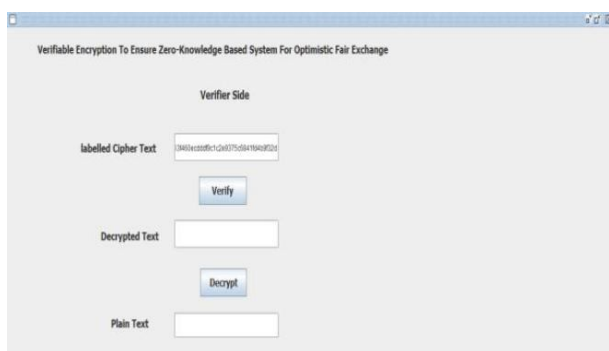 Verifiable Encryption To Ensure Zero-Knowledge Based System For Optimistic Fair Exchange
Verifier Side
labelled Cipher Text
Verify
Decrypted Text
Decrypt
Plain Text